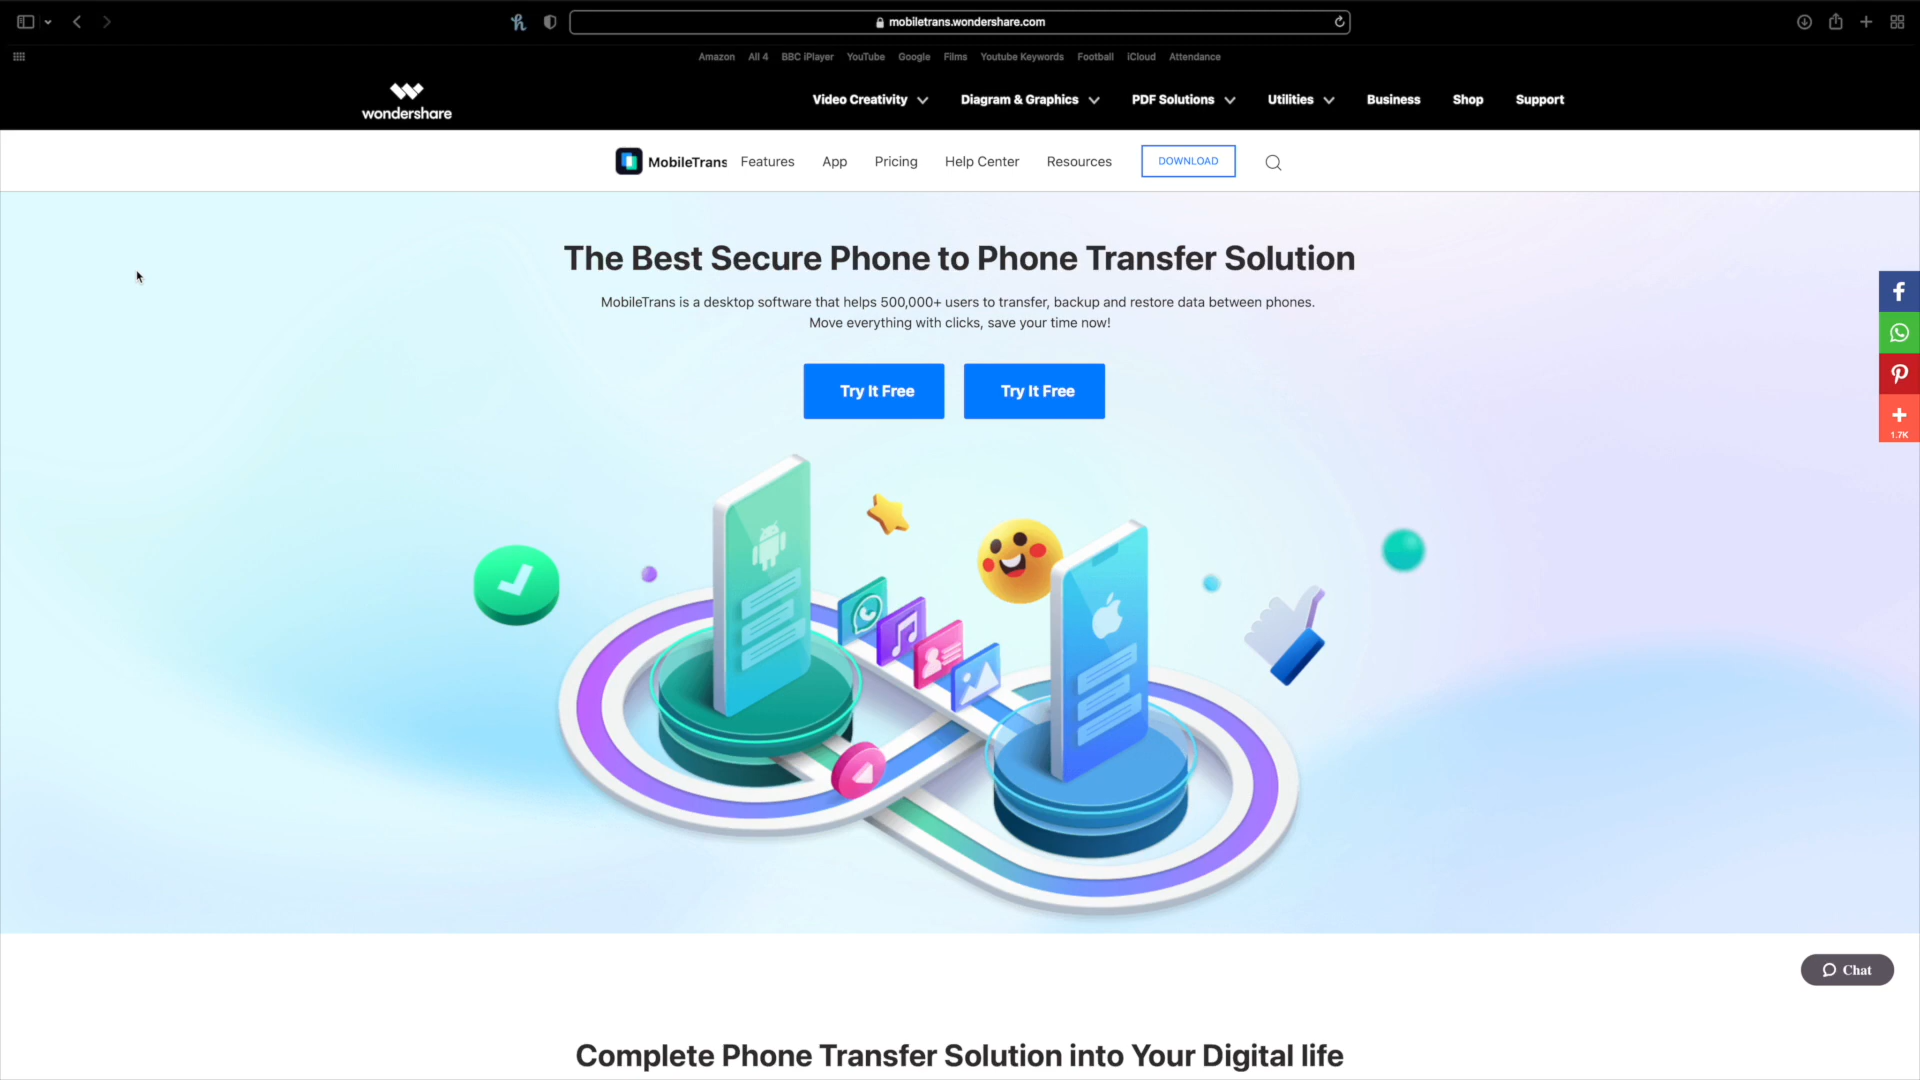 mobiletrans.wondershare.com
Amazon All 4 BBC iPlayer YouTube Google Films Youtube Keywords Football iCloud Attendance
wondershare
Video Creativity Diagram & Graphics PDF Solutions Utilities Business Shop Support
MobileTrans Features App Pricing Help Center Resources DOWNLOAD
The Best Secure Phone to Phone Transfer Solution
MobileTrans is a desktop software that helps 500,000+ users to transfer, backup and restore data between phones.
Move everything with clicks, save your time now!
Try It Free Try It Free
1.7K
Chat
Complete Phone Transfer Solution into Your Digital life